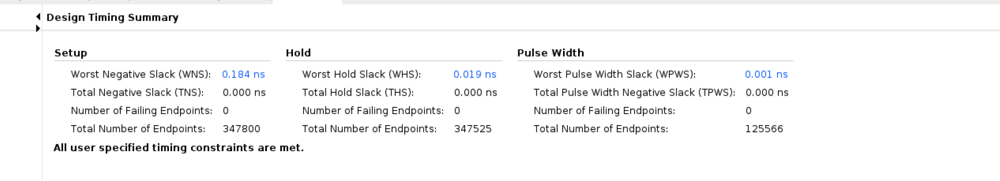 Design Timing Summary
Setup
Worst Negative Slack (WNS): 0.184 ns
Total Negative Slack (TNS): 0.000 ns
Number of Failing Endpoints: 0
Total Number of Endpoints: 347800
Hold
Worst Hold Slack (WHS): 0.019 ns
Total Hold Slack (THS): 0.000 ns
Number of Failing Endpoints: 0
Total Number of Endpoints: 347525
Pulse Width
Worst Pulse Width Slack (WPWS): 0.001 ns
Total Pulse Width Negative Slack (TPWS): 0.000 ns
Number of Failing Endpoints: 0
Total Number of Endpoints: 125566
All user specified timing constraints are met.